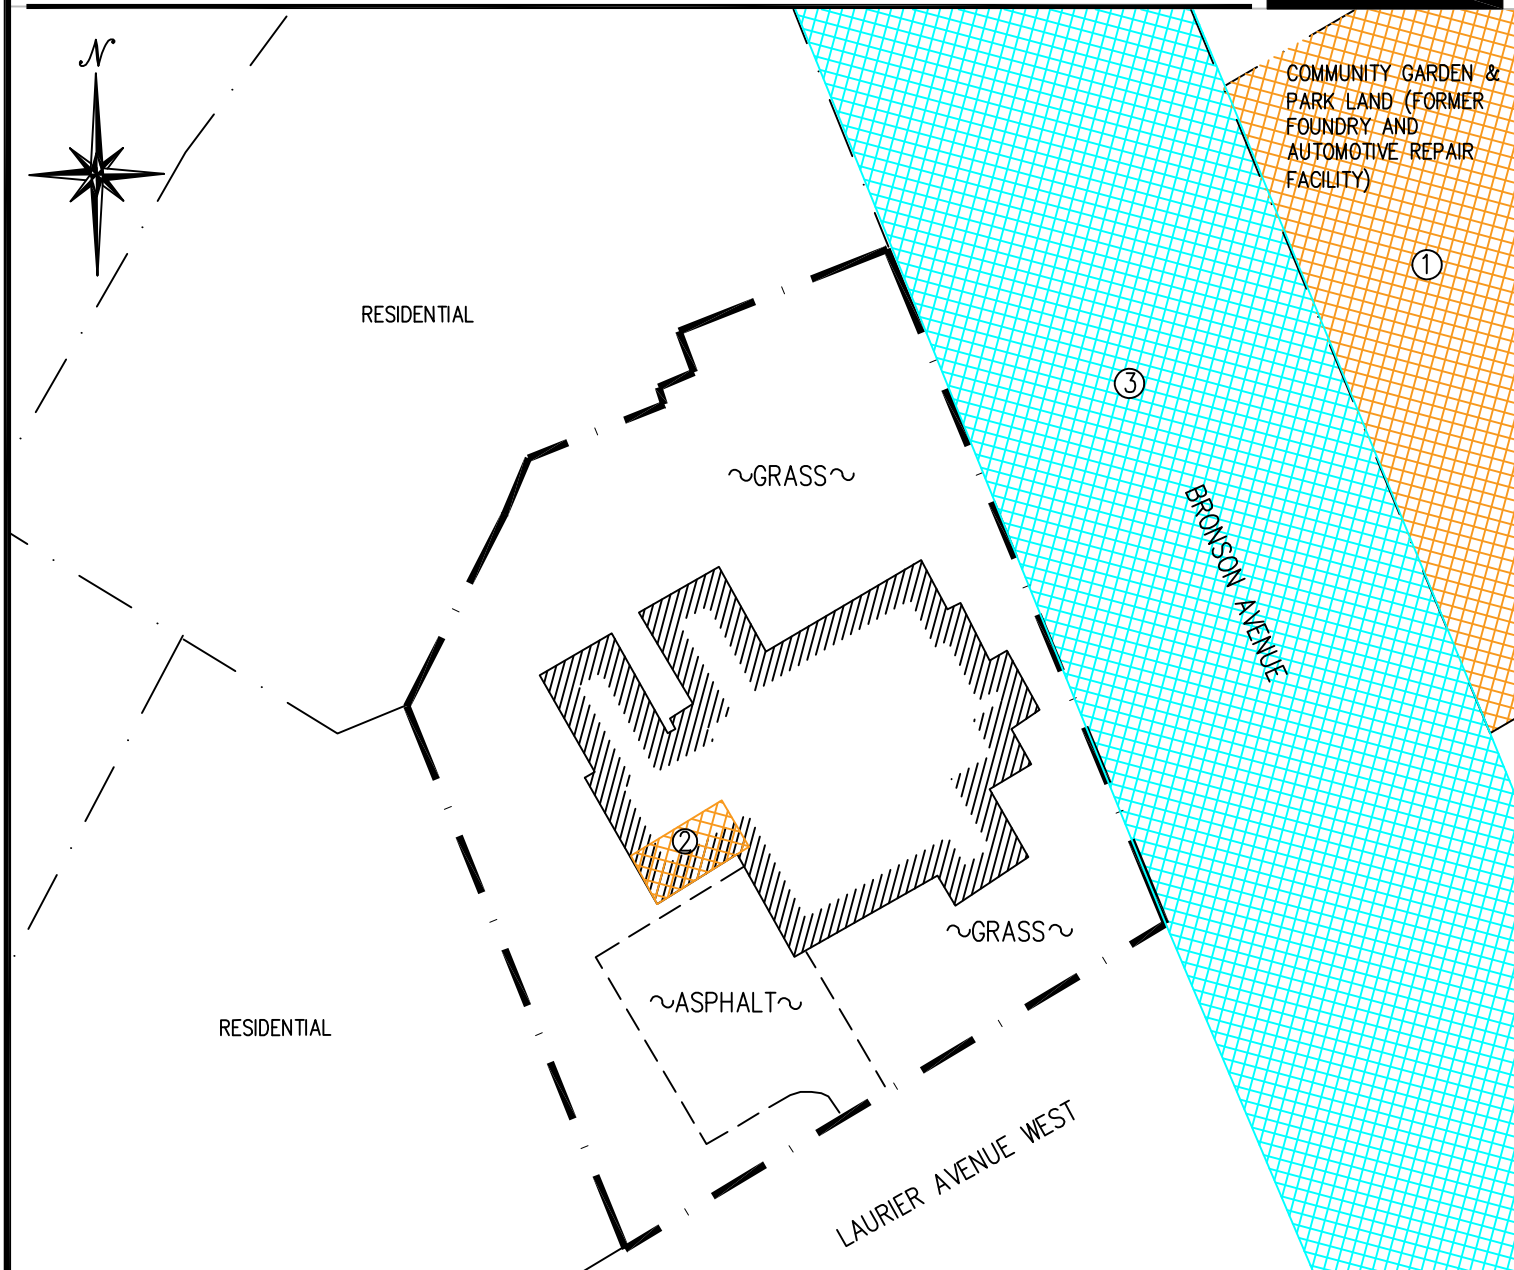 N
COMMUNITY GARDEN &
PARK LAND (FORMER
FOUNDRY AND
AUTOMOTIVE REPAIR
FACILITY)
1
RESIDENTIAL
3
~GRASS~
BRONSON AVENUE
2
~GRASS~
~ASPHALT~
RESIDENTIAL
LAURIER AVENUE WEST